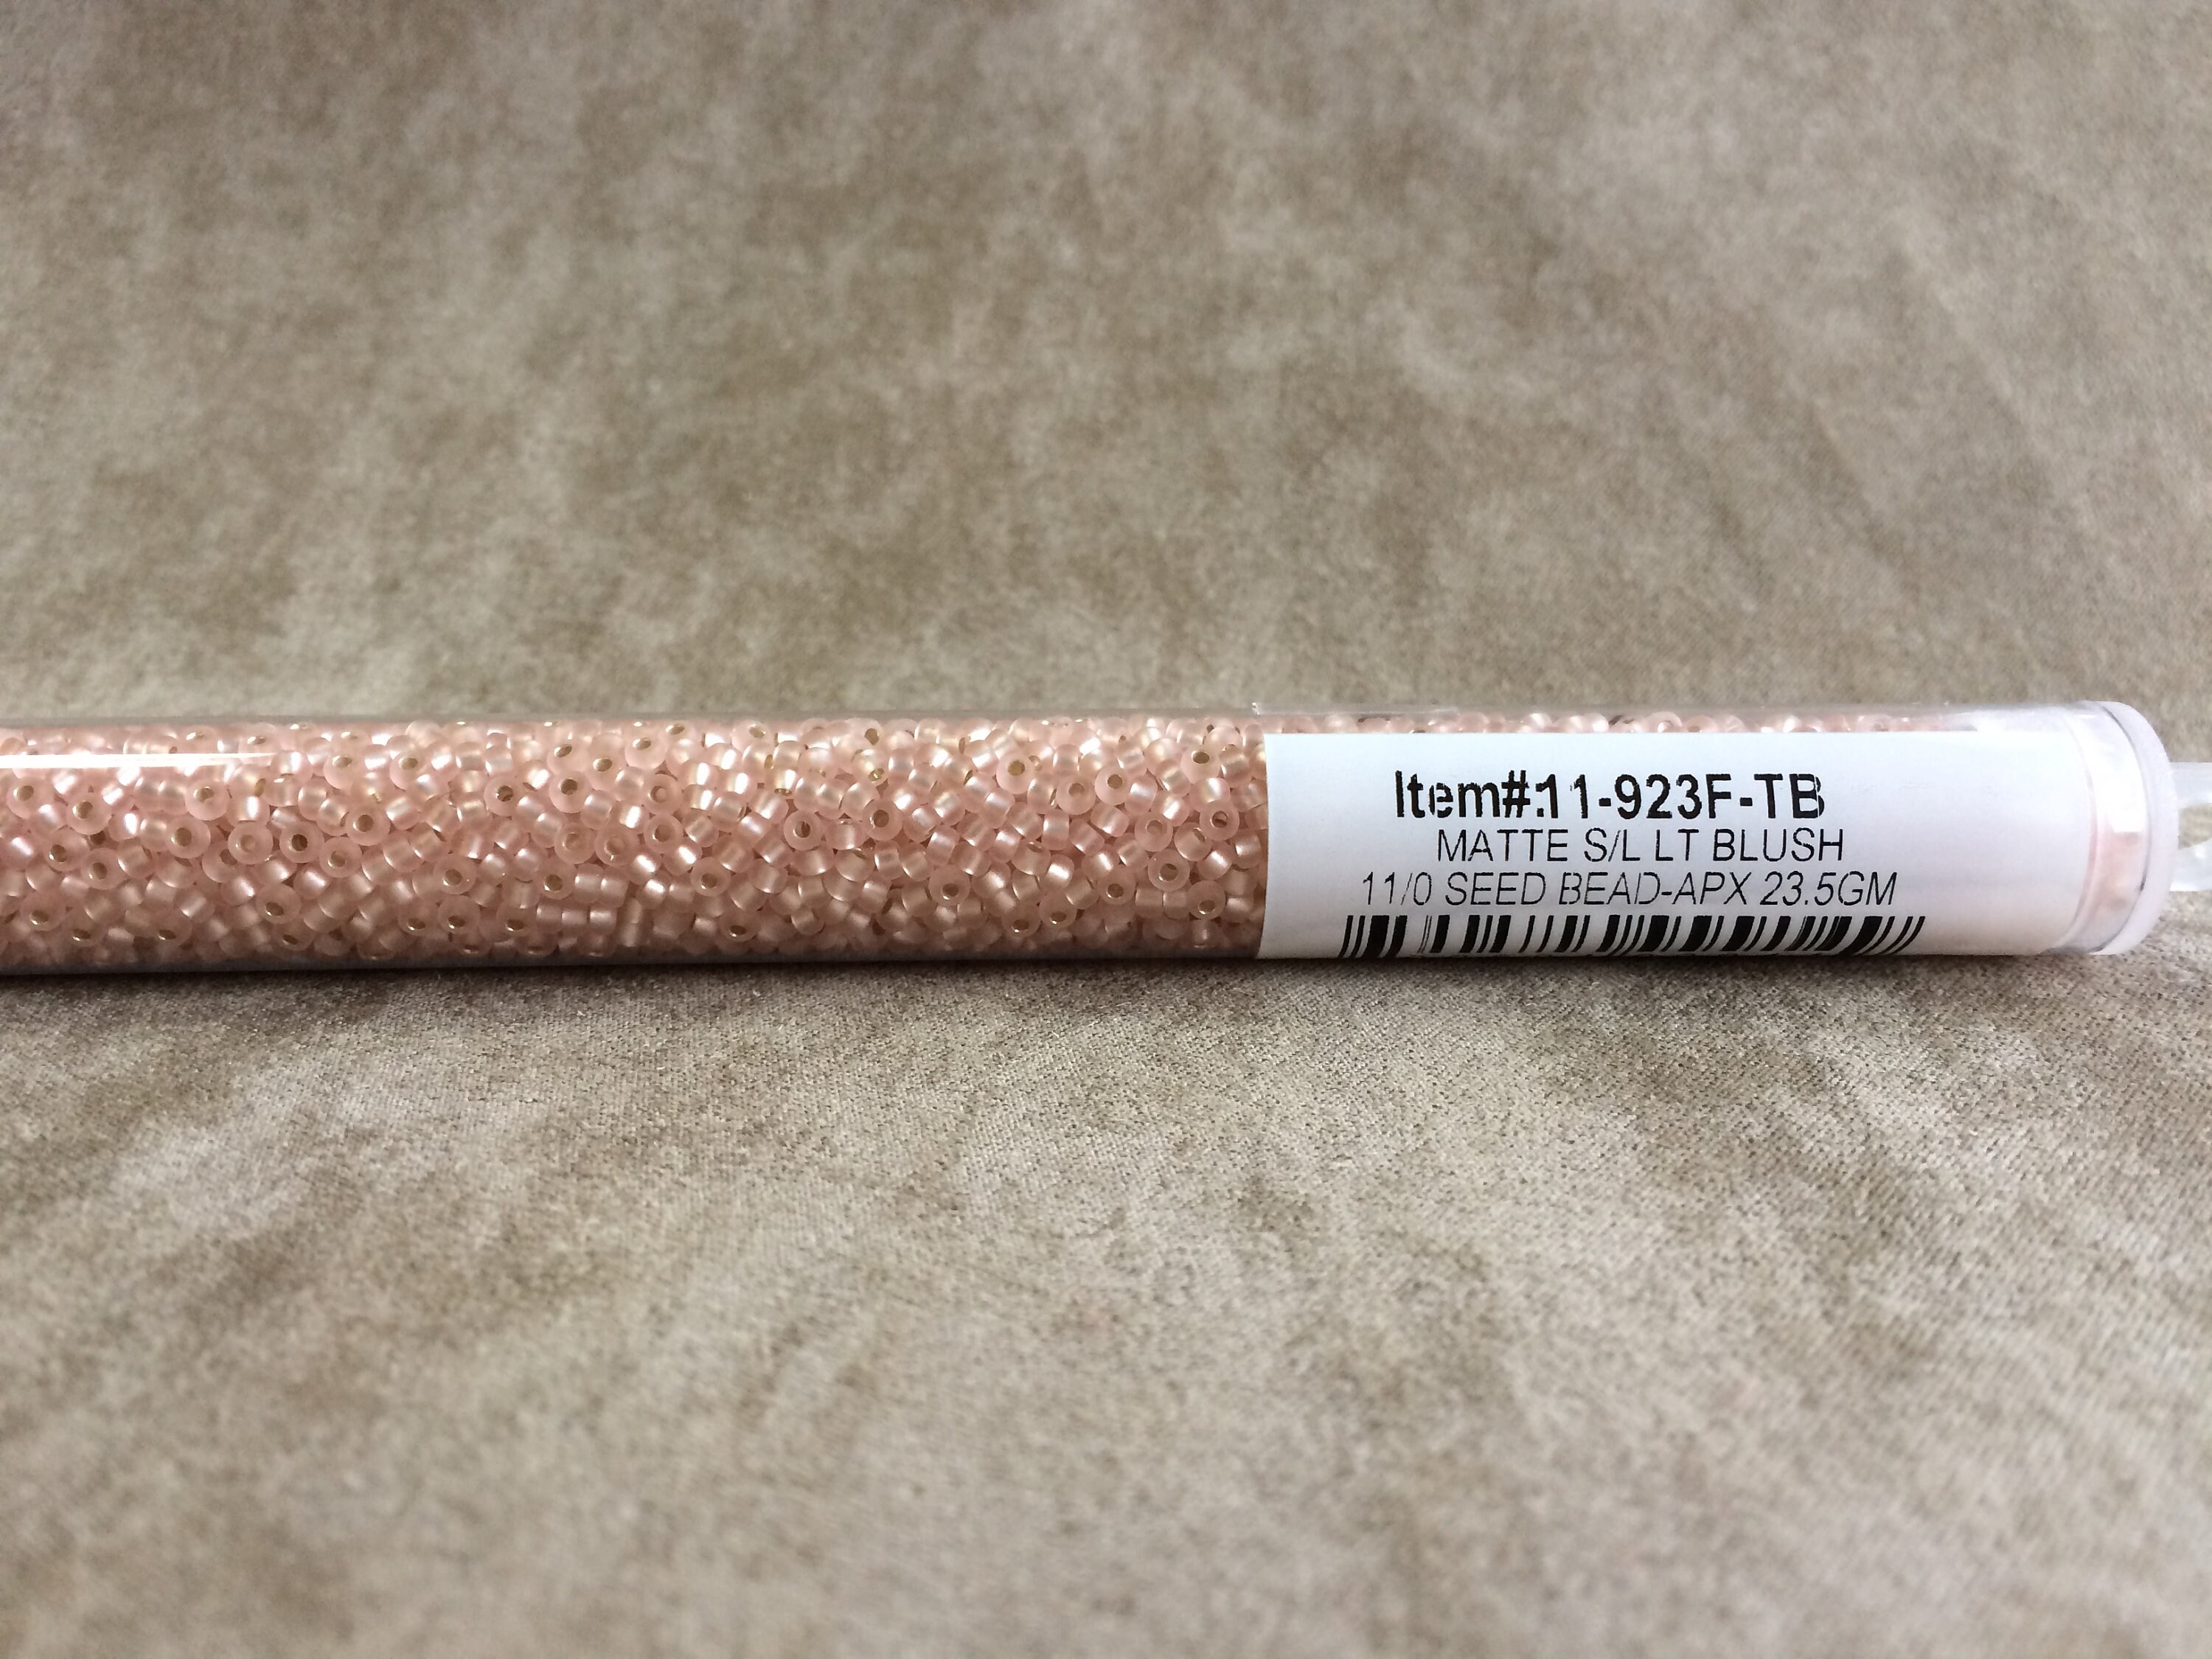 Item#:11-923F-TB
MATTE S/L LT BLUSH
11/0 SEED BEAD-APX 23.5GM